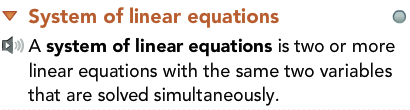 System of linear equations
A system of linear equations is two or more
linear equations with the same two variables
that are solved simultaneously.